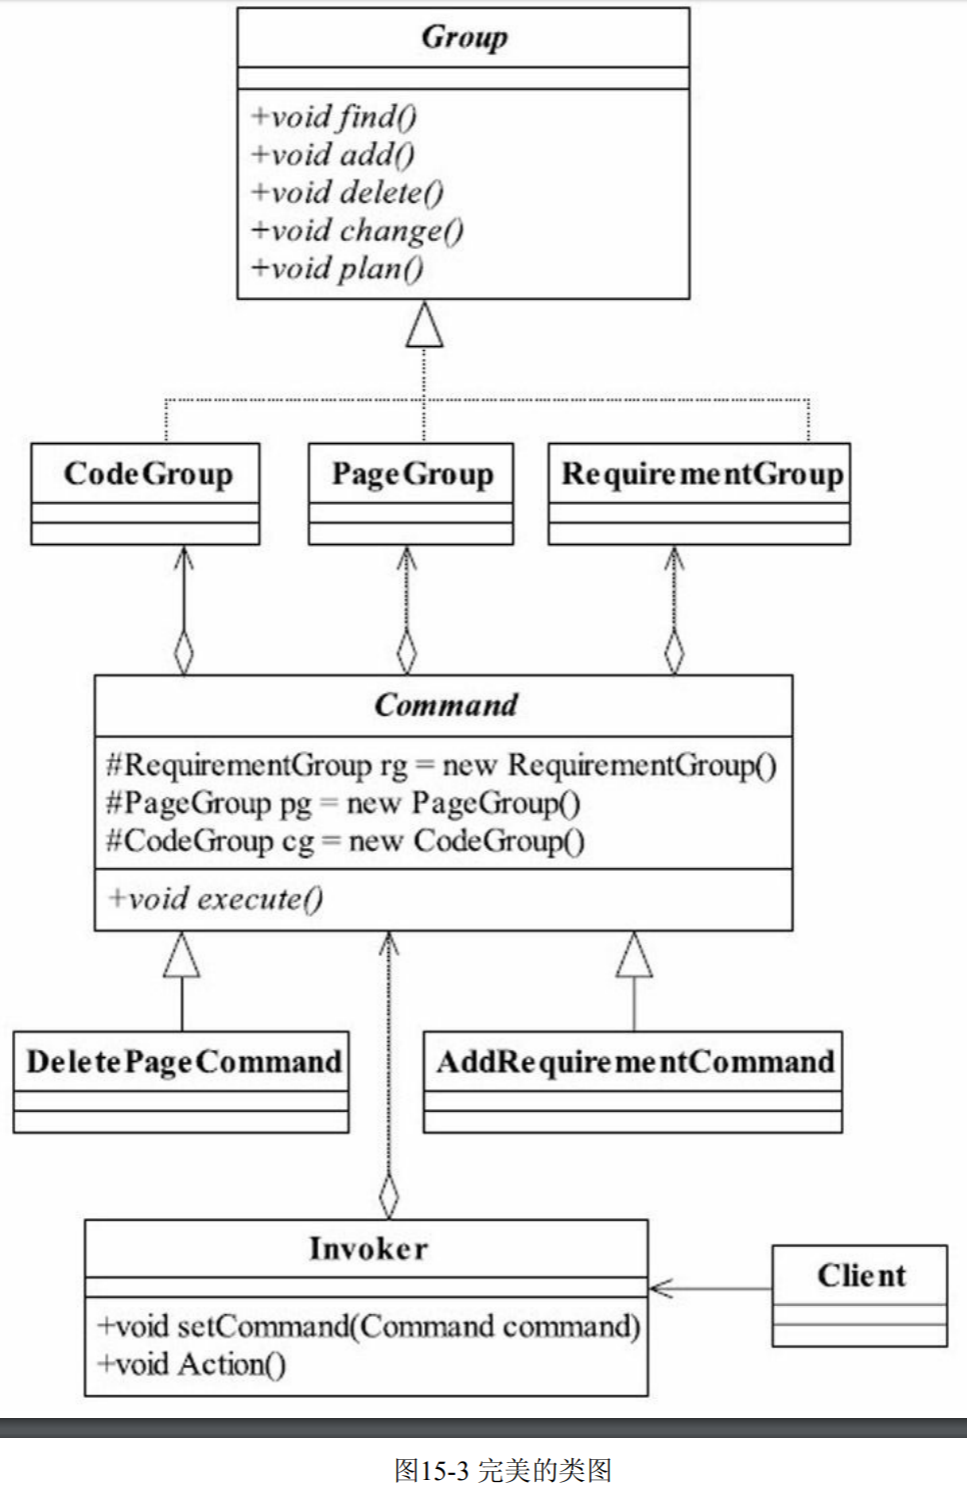 Group
+void find()
+void add()
+void delete()
+void change()
+void plan()
CodeGroup
PageGroup
RequirementGroup
Command
#RequirementGroup rg = new RequirementGroup()
#PageGroup pg = new PageGroup()
#CodeGroup cg = new CodeGroup()
+void execute()
DeletePageCommand
AddRequirementCommand
Invoker
+void setCommand(Command command)
+void Action()
Client
图15-3 完美的类图